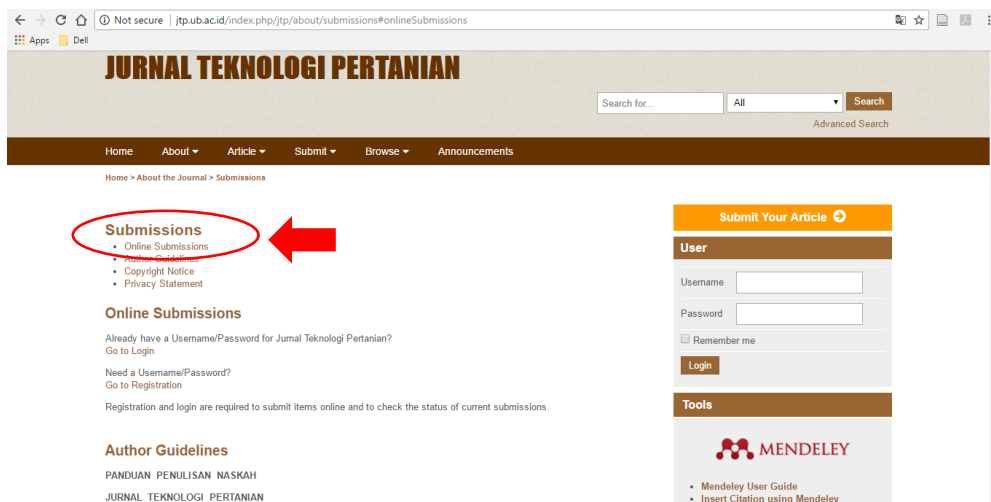 Not secure | jtp.ub.ac.id/index.php/jtp/about/submissions#onlineSubmissions
Apps Dell
JURNAL TEKNOLOGI PERTANIAN
Search for... All Search
Advanced Search
Home About Article Submit Browse Announcements
Home > About the Journal > Submissions
Submissions
• Online Submissions
• Author Guidelines
• Copyright Notice
• Privacy Statement
Online Submissions
Already have a Username/Password for Jurnal Teknologi Pertanian?
Go to Login
Need a Username/Password?
Go to Registration
Registration and login are required to submit items online and to check the status of current submissions.
Author Guidelines
PANDUAN PENULISAN NASKAH
JURNAL TEKNOLOGI PERTANIAN
Submit Your Article
User
Username
Password
Remember me
Login
Tools
MENDELEY
• Mendeley User Guide
• Insert Citation using Mendeley